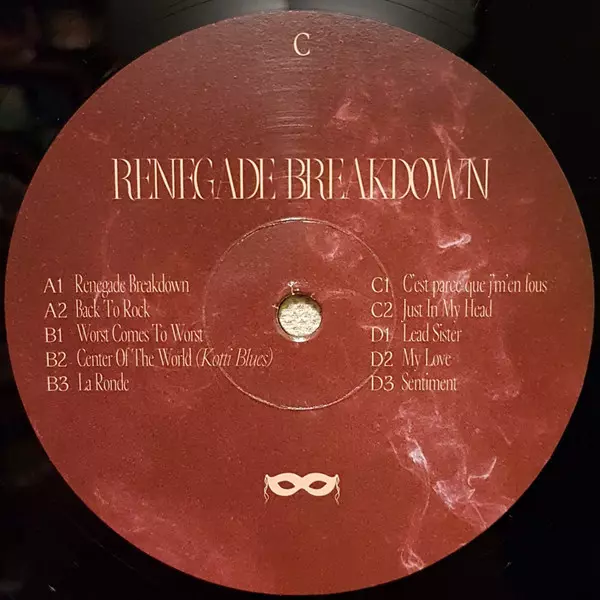 C
RENEGADE BREAKDOWN
A1 Renegade Breakdown
A2 Back To Rock
B1 Worst Comes To Worst
B2 Center Of The World (Kotti Blues)
B3 La Ronde
C1 C'est parce que j'm'en fous
C2 Just In My Head
D1 Lead Sister
D2 My Love
D3 Sentiment